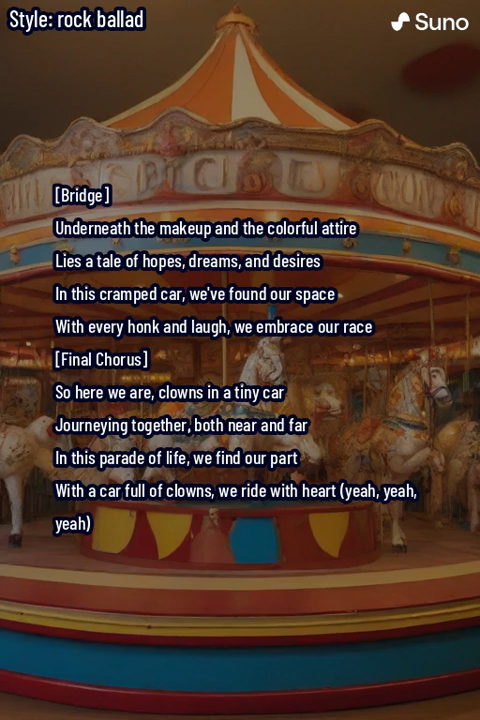 Style: rock ballad
Suno
[Bridge]
Underneath the makeup and the colorful attire
Lies a tale of hopes, dreams, and desires
In this cramped car, we've found our space
With every honk and laugh, we embrace our race
[Final Chorus]
So here we are, clowns in a tiny car
Journeying together, both near and far
In this parade of life, we find our part
With a car full of clowns, we ride with heart (yeah, yeah,
yeah)